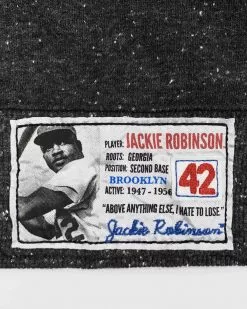 PLAYER: JACKIE ROBINSON
ROOTS: GEORGIA
POSITION: SECOND BASE
BROOKLYN
ACTIVE: 1947 - 1956
42
"ABOVE ANYTHING ELSE, I HATE TO LOSE."
Jackie Robinson